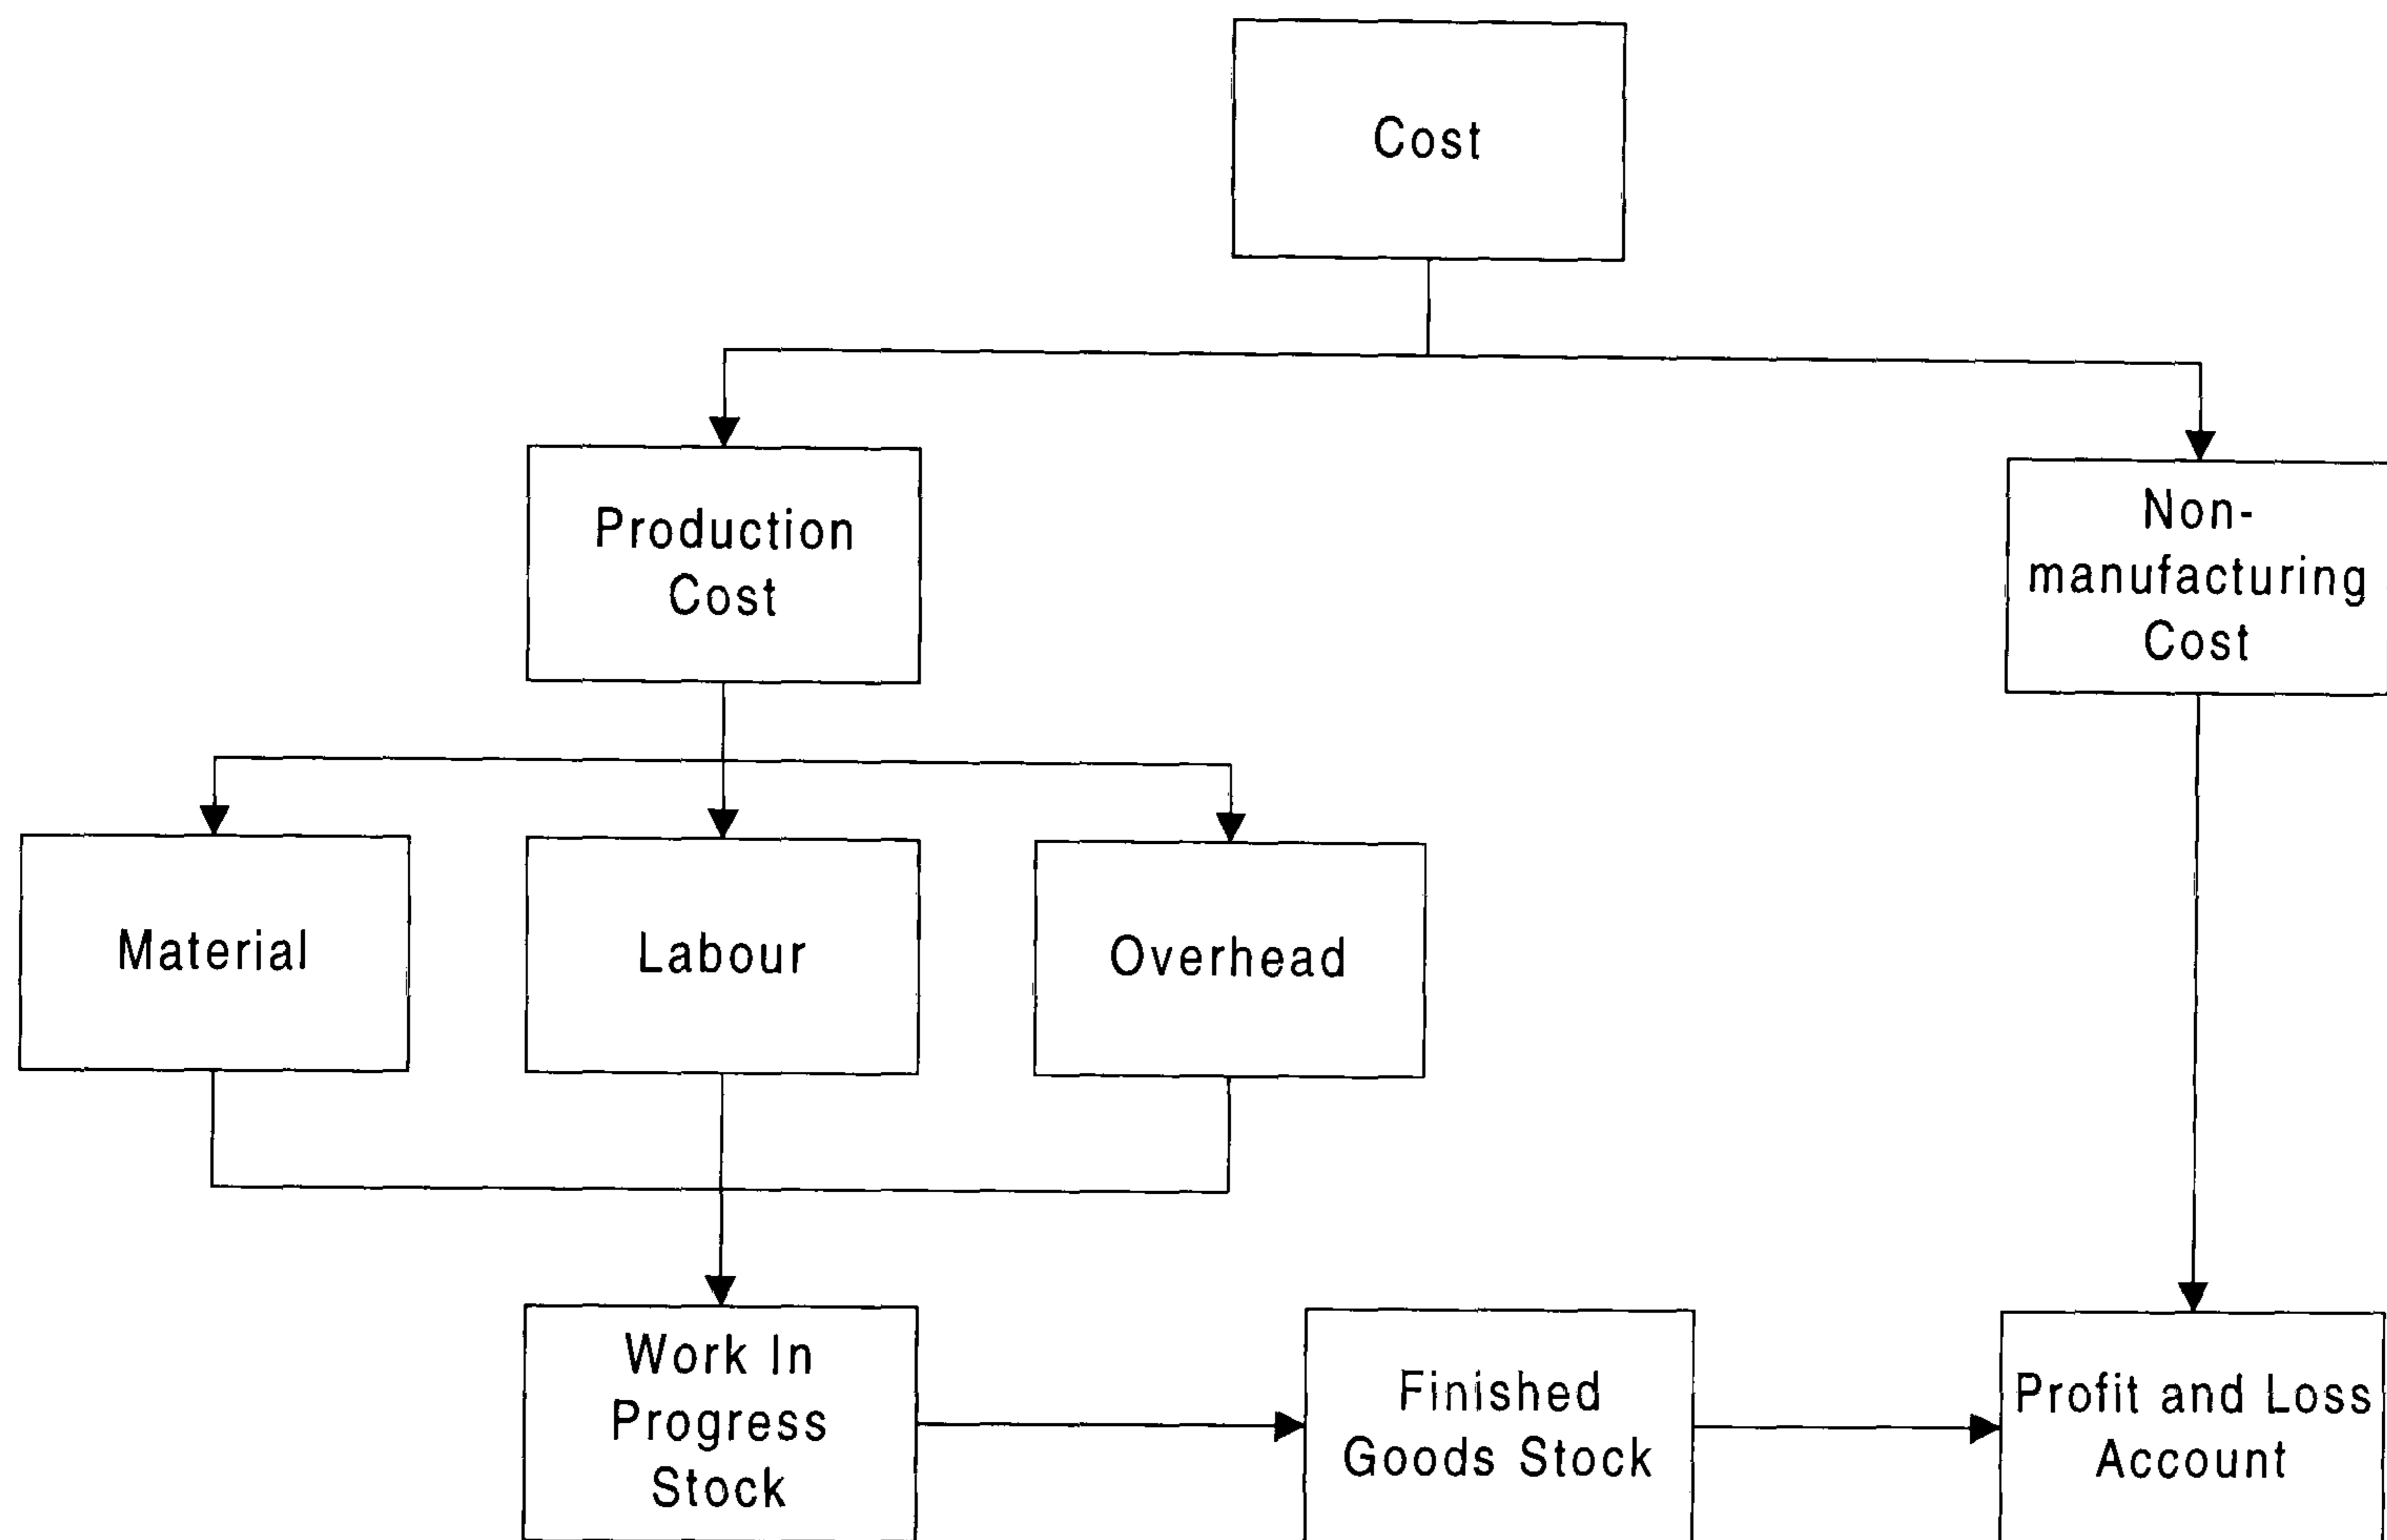 Cost
Production
Cost
Non-
manufacturing
Cost
Material
Labour
Overhead
Work In
Progress
Stock
Finished
Goods Stock
Profit and Loss
Account